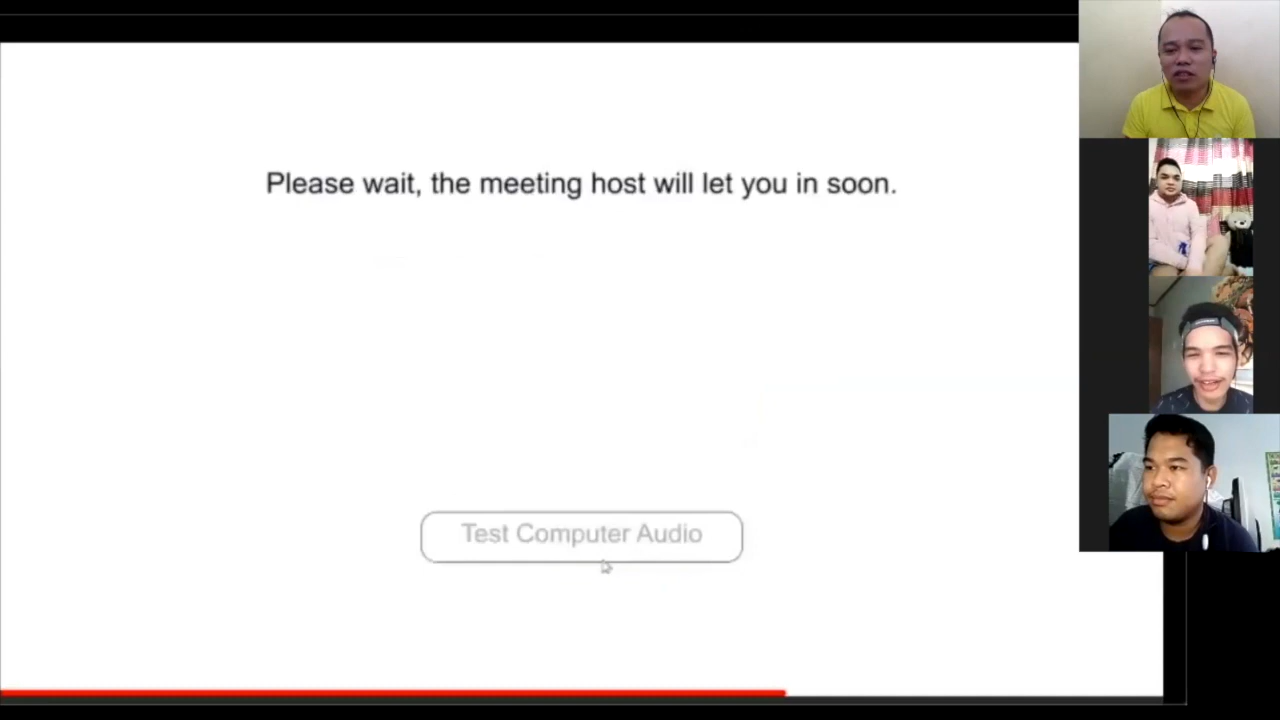 Please wait, the meeting host will let you in soon.
Test Computer Audio